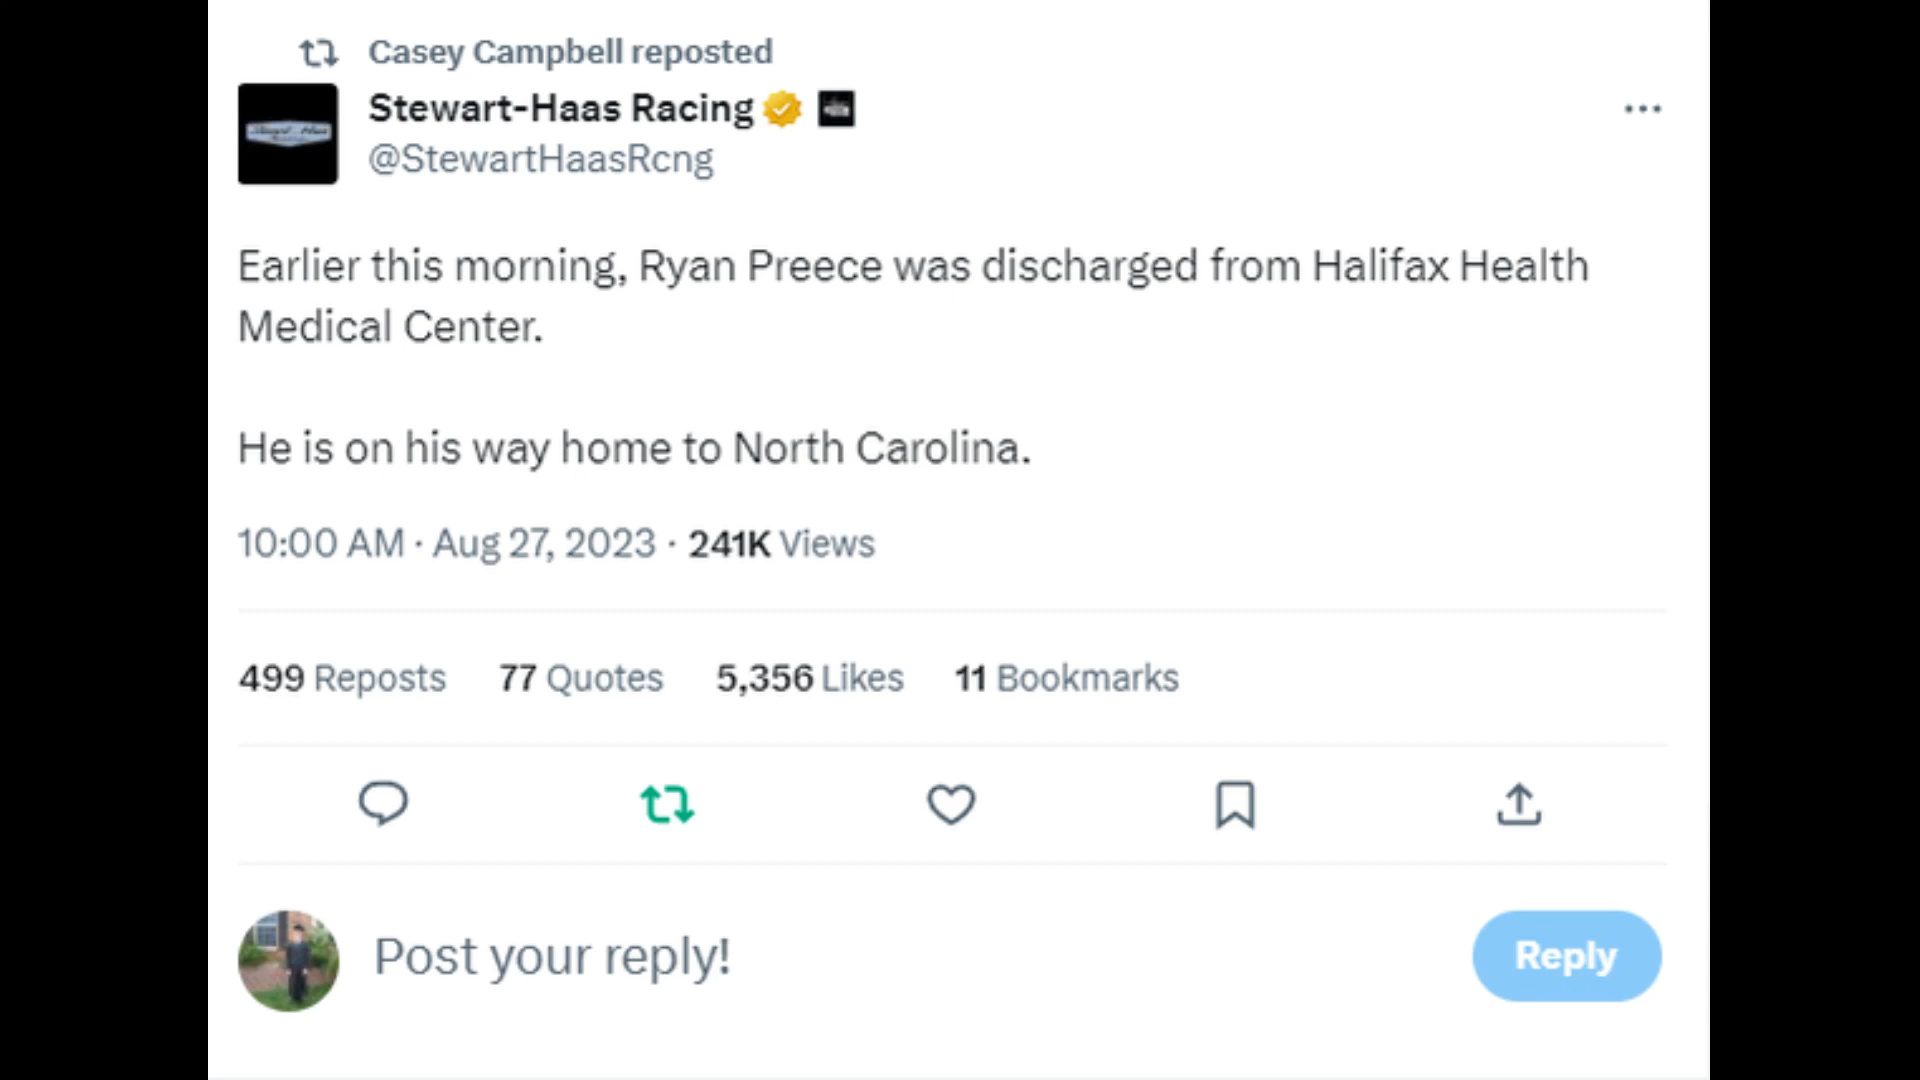 Casey Campbell reposted
Stewart-Haas Racing
@StewartHaasRcng
Earlier this morning, Ryan Preece was discharged from Halifax Health
Medical Center.
He is on his way home to North Carolina.
10:00 AM · Aug 27, 2023 · 241K Views
499 Reposts 77 Quotes 5,356 Likes 11 Bookmarks
Post your reply!
Reply